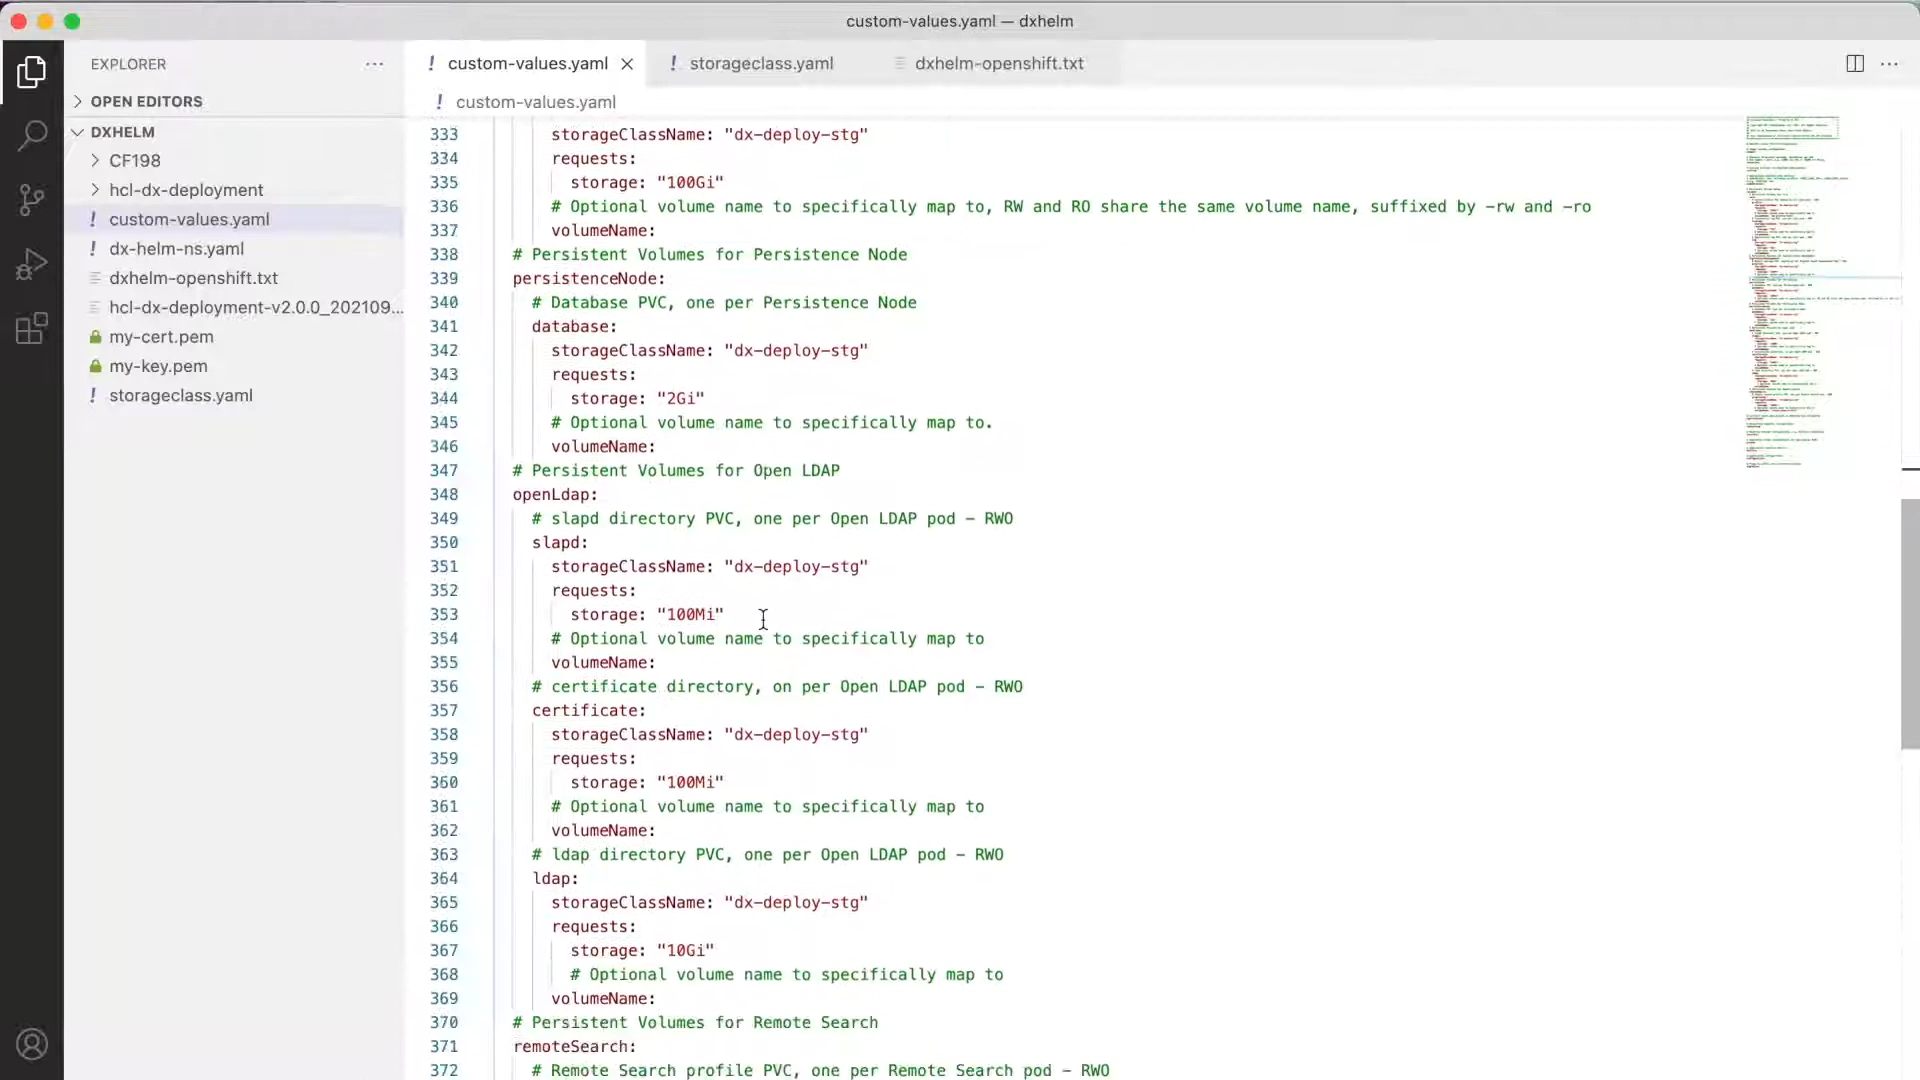 custom-values.yaml — dxhelm
EXPLORER
OPEN EDITORS
DXHELM
CF198
hcl-dx-deployment
! custom-values.yaml
! dx-helm-ns.yaml
dxhelm-openshift.txt
hcl-dx-deployment-v2.0.0_202109...
my-cert.pem
my-key.pem
! storageclass.yaml
! custom-values.yaml
! storageclass.yaml
dxhelm-openshift.txt
! custom-values.yaml
333 storageClassName: "dx-deploy-stg"
334 requests:
335 storage: "100Gi"
336 # Optional volume name to specifically map to, RW and RO share the same volume name, suffixed by -rw and -ro
337 volumeName:
338 # Persistent Volumes for Persistence Node
339 persistenceNode:
340 # Database PVC, one per Persistence Node
341 database:
342 storageClassName: "dx-deploy-stg"
343 requests:
344 storage: "2Gi"
345 # Optional volume name to specifically map to.
346 volumeName:
347 # Persistent Volumes for Open LDAP
348 openLdap:
349 # slapd directory PVC, one per Open LDAP pod - RWO
350 slapd:
351 storageClassName: "dx-deploy-stg"
352 requests:
353 storage: "100Mi"
354 # Optional volume name to specifically map to
355 volumeName:
356 # certificate directory, on per Open LDAP pod - RWO
357 certificate:
358 storageClassName: "dx-deploy-stg"
359 requests:
360 storage: "100Mi"
361 # Optional volume name to specifically map to
362 volumeName:
363 # ldap directory PVC, one per Open LDAP pod - RWO
364 ldap:
365 storageClassName: "dx-deploy-stg"
366 requests:
367 storage: "10Gi"
368 # Optional volume name to specifically map to
369 volumeName:
370 # Persistent Volumes for Remote Search
371 remoteSearch:
372 # Remote Search profile PVC, one per Remote Search pod - RWO